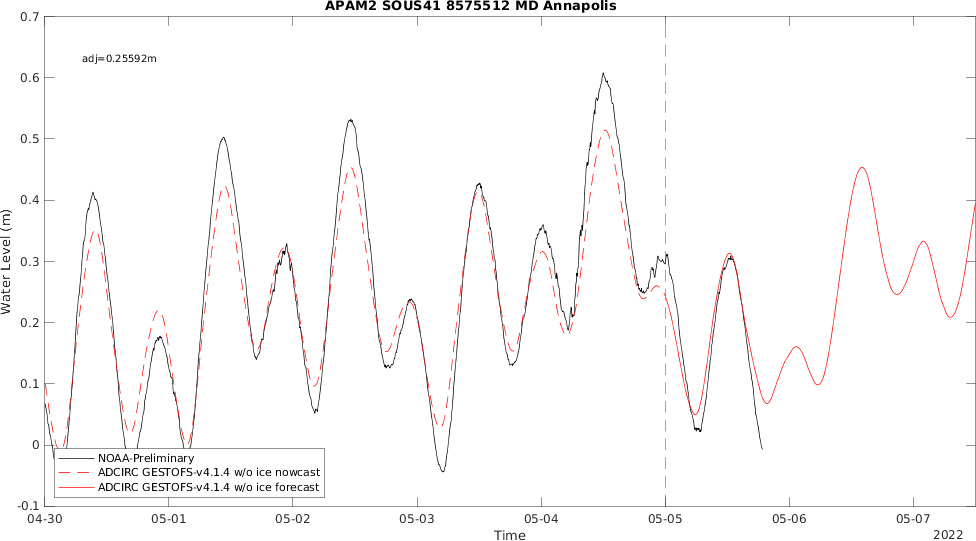 APAM2 SOUS41 8575512 MD Annapolis
0.7
adj=0.25592m
0.6
0.5
0.4
0.3
0.2
0.1
0
-0.1
Water Level (m)
NOAA-Preliminary
ADCIRC GESTOFS-v4.1.4 w/o ice nowcast
ADCIRC GESTOFS-v4.1.4 w/o ice forecast
04-30 05-01 05-02 05-03 05-04 05-05 05-06 05-07
Time
2022